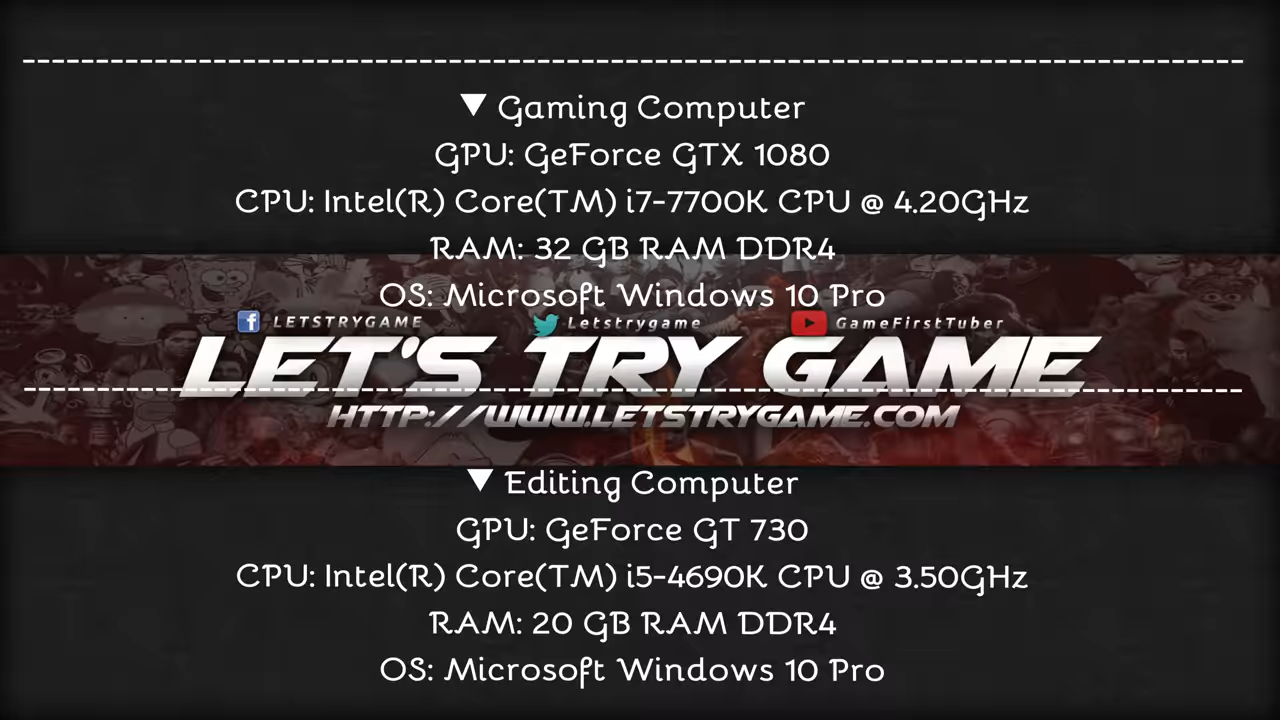 ▼ Gaming Computer
GPU: GeForce GTX 1080
CPU: Intel(R) Core(TM) i7-7700K CPU @ 4.20GHz
RAM: 32 GB RAM DDR4
OS: Microsoft Windows 10 Pro
LETSTRYGAME Letstrygame GameFirstTuber
LET'S TRY GAME
HTTP://WWW.LETSTRYGAME.COM
▼ Editing Computer
GPU: GeForce GT 730
CPU: Intel(R) Core(TM) i5-4690K CPU @ 3.50GHz
RAM: 20 GB RAM DDR4
OS: Microsoft Windows 10 Pro